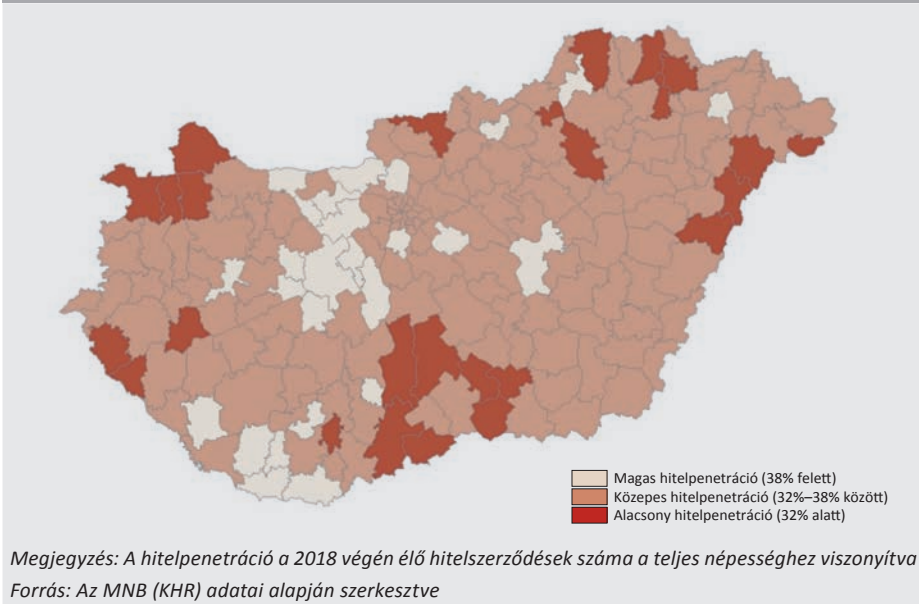 Magas hitelpenetráció (38% felett)
Közepes hitelpenetráció (32%–38% között)
Alacsony hitelpenetráció (32% alatt)
Megjegyzés: A hitelpenetráció a 2018 végén élő hitelszerződések száma a teljes népességhez viszonyítva
Forrás: Az MNB (KHR) adatai alapján szerkesztve